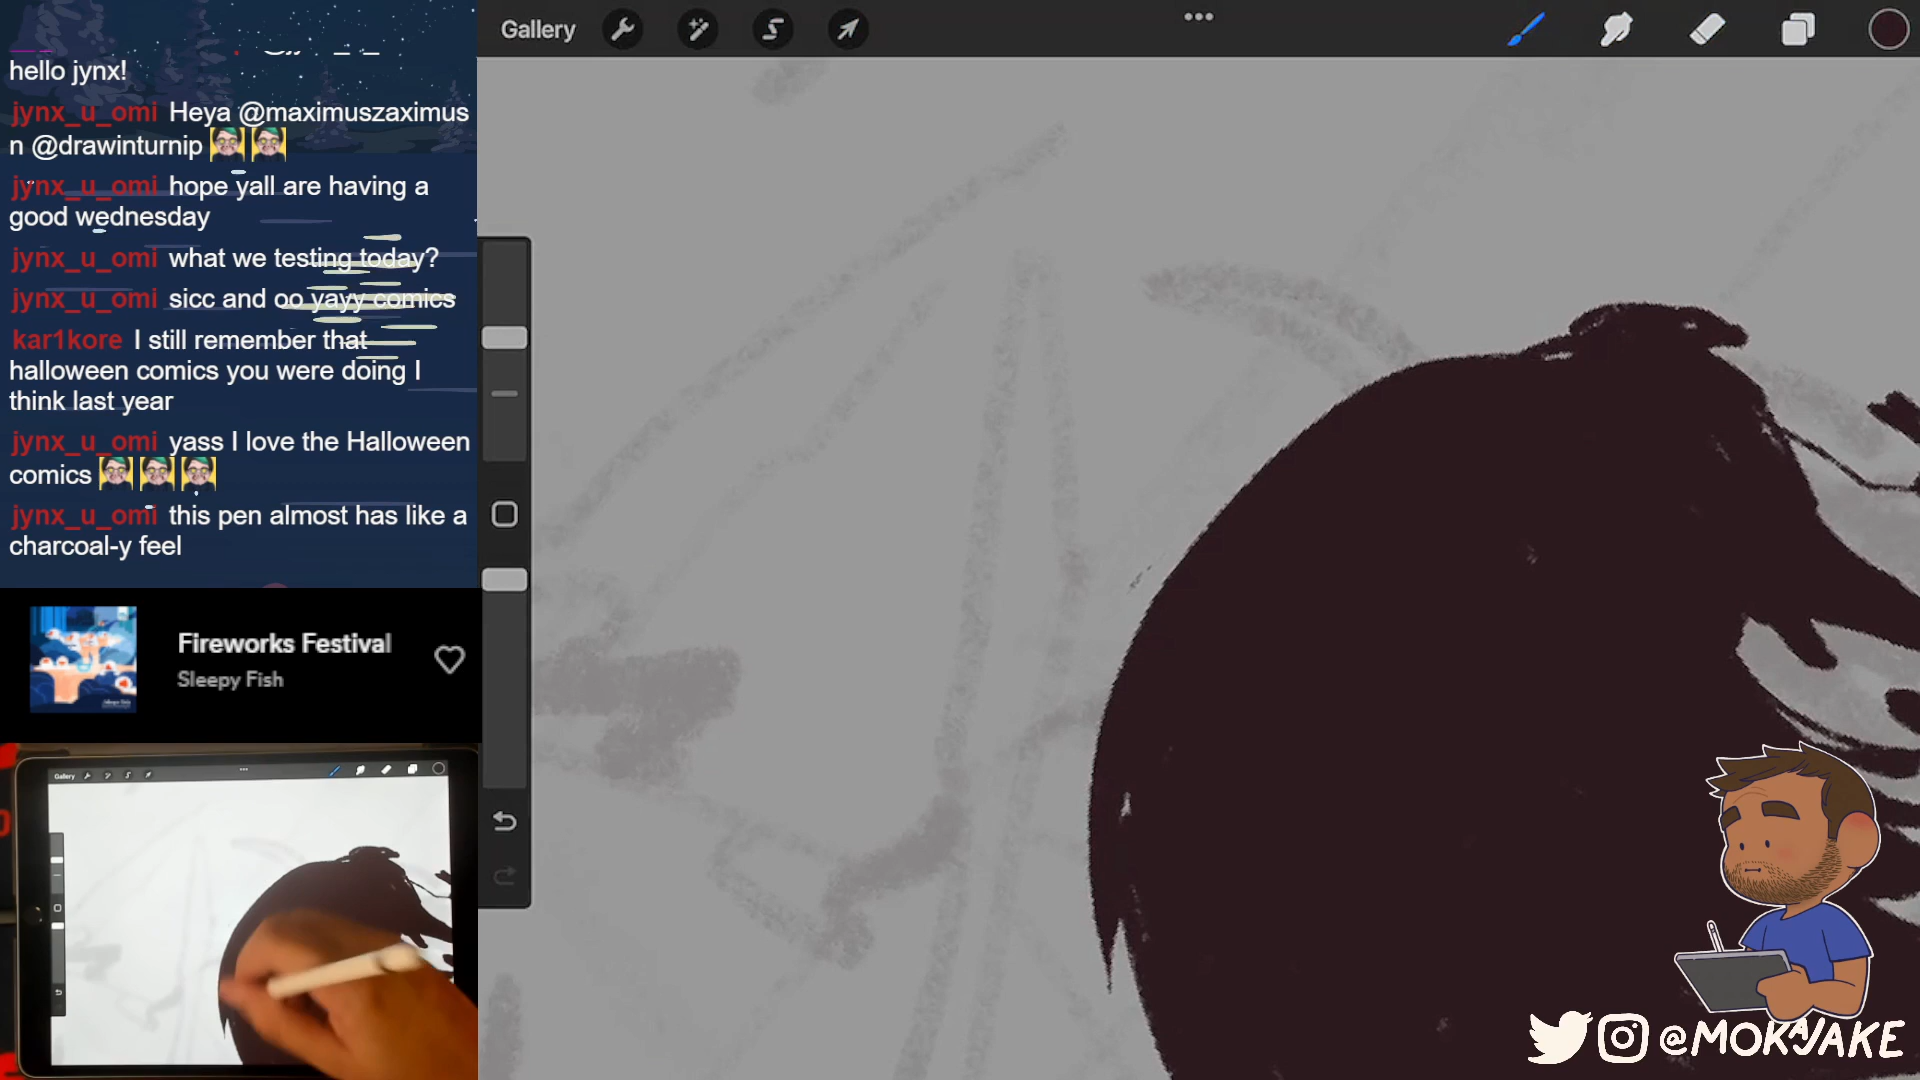 hello jynx!
jynx_u_omi Heya @maximuszaximus
n @drawinturnip
jynx_u_omi hope yall are having a
good wednesday
jynx_u_omi what we testing today?
jynx_u_omi sicc and oo yayy comics
kar1kore I still remember that
halloween comics you were doing I
think last year
jynx_u_omi yass I love the Halloween
comics
jynx_u_omi this pen almost has like a
charcoal-y feel
Fireworks Festival
Sleepy Fish
Gallery
Gallery
@MOKAJAKE